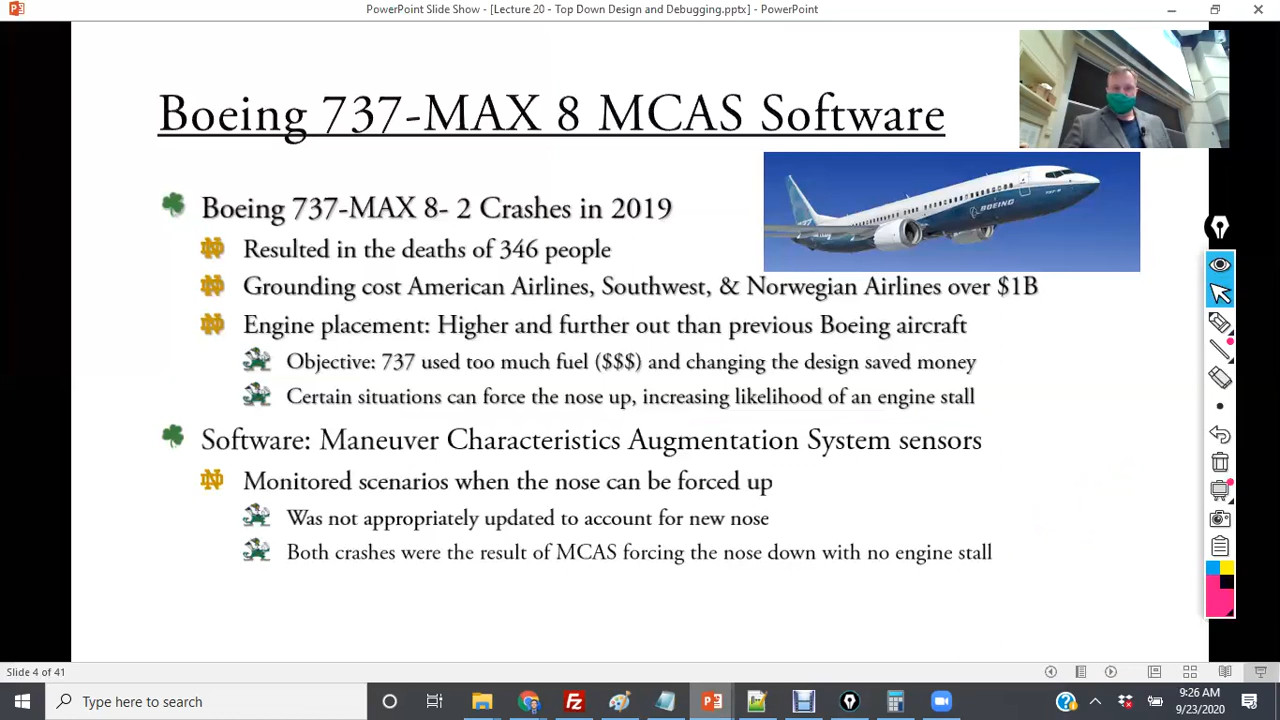 PowerPoint Slide Show - [Lecture 20 - Top Down Design and Debugging.pptx] - PowerPoint
Boeing 737-MAX 8 MCAS Software
Boeing 737-MAX 8- 2 Crashes in 2019
Resulted in the deaths of 346 people
Grounding cost American Airlines, Southwest, & Norwegian Airlines over $1B
Engine placement: Higher and further out than previous Boeing aircraft
Objective: 737 used too much fuel ($$$) and changing the design saved money
Certain situations can force the nose up, increasing likelihood of an engine stall
Software: Maneuver Characteristics Augmentation System sensors
Monitored scenarios when the nose can be forced up
Was not appropriately updated to account for new nose
Both crashes were the result of MCAS forcing the nose down with no engine stall
BOEING
Slide 4 of 41
Type here to search
9:26 AM
9/23/2020